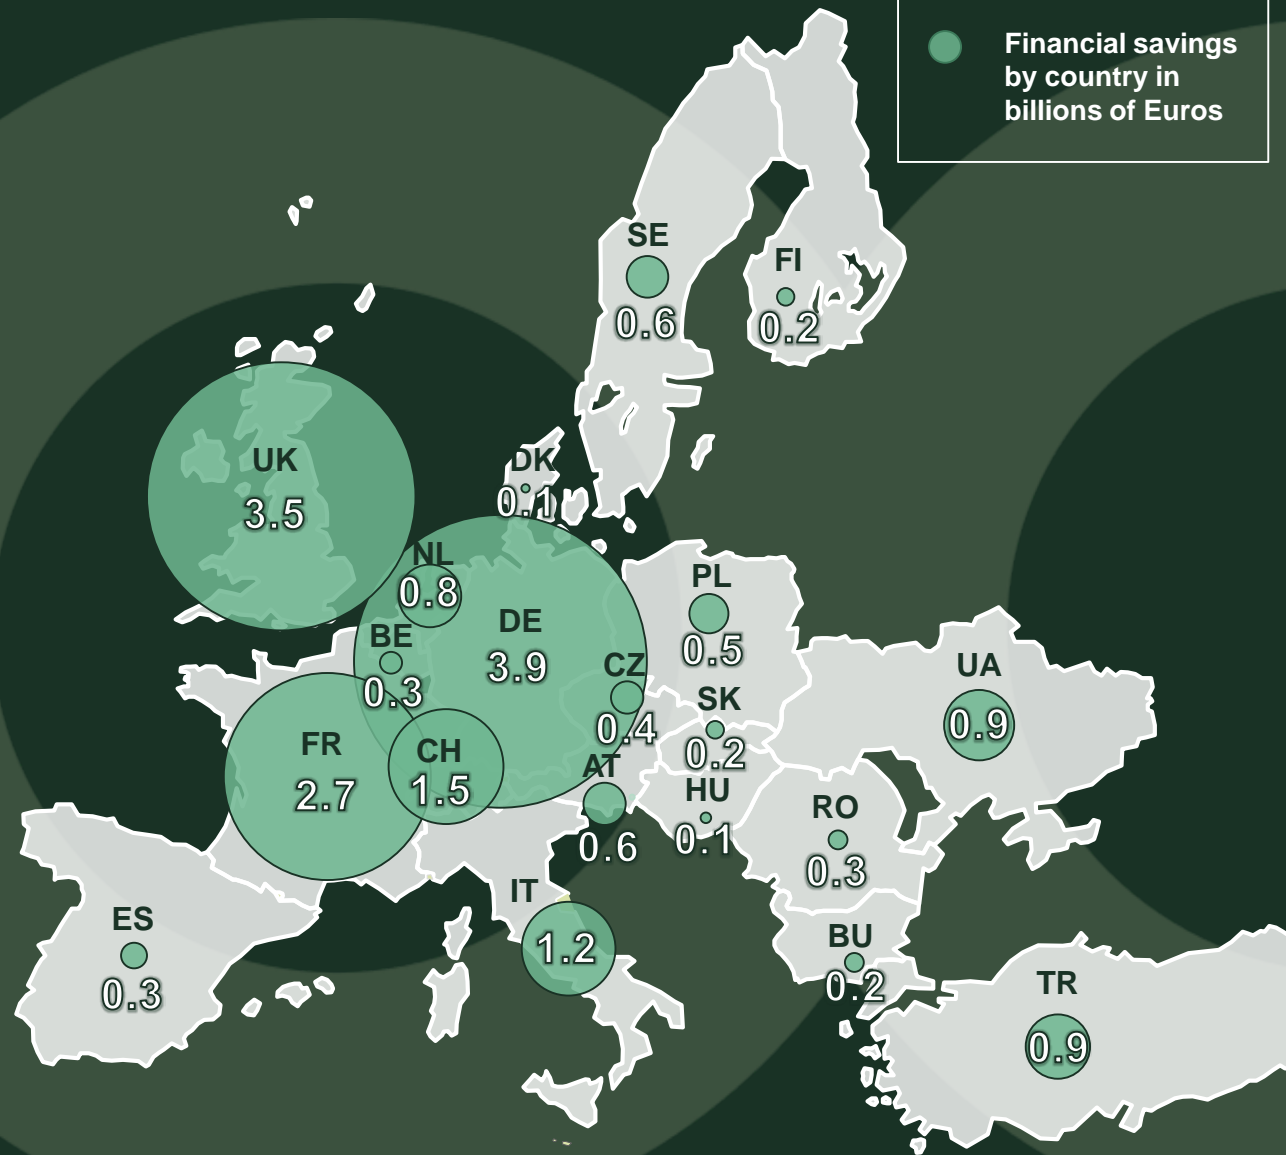 Financial savings
by country in
billions of Euros
SE
0.6
FI
0.2
UK
3.5
DK
0.1
NL
0.8
DE
3.9
BE
0.3
PL
0.5
CZ
0.4
SK
0.2
UA
0.9
FR
2.7
CH
1.5
AT
0.6
HU
0.1
RO
0.3
IT
1.2
ES
0.3
BU
0.2
TR
0.9